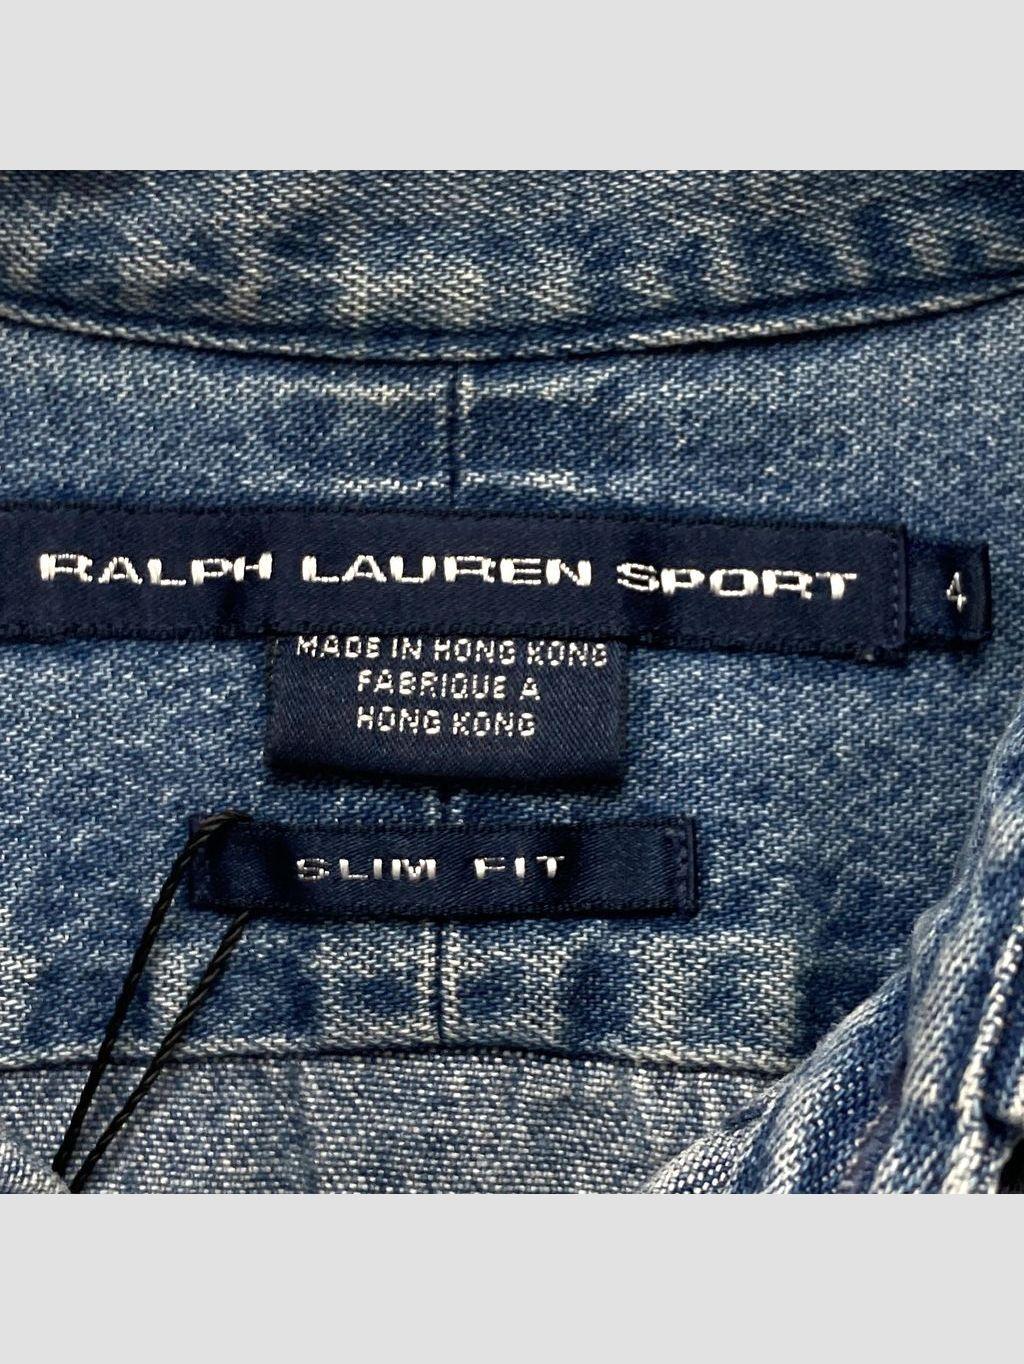 RALPH LAUREN SPORT
4
MADE IN HONG KONG
FABRIQUE A
HONG KONG
SLIM FIT